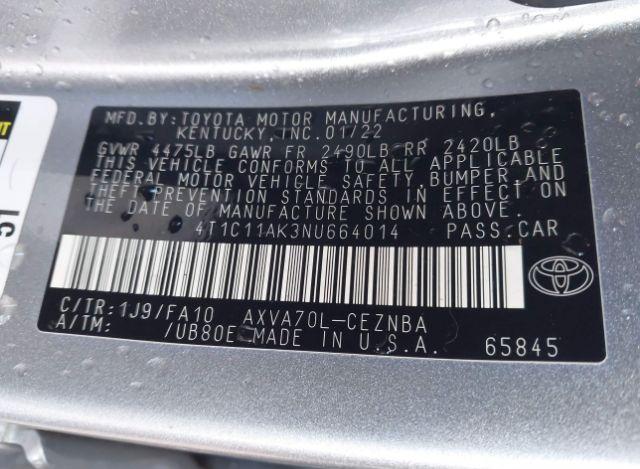 MFD.BY:TOYOTA MOTOR MANUFACTURING,
KENTUCKY,INC.01/22
GVWR 4475LB GAWR FR 2490LB RR 2420LB
THIS VEHICLE CONFORMS TO ALL APPLICABLE
FEDERAL MOTOR VEHICLE SAFETY, BUMPER AND
THEFT PREVENTION STANDARDS IN EFFECT ON
THE DATE OF MANUFACTURE SHOWN ABOVE.
4T1C11AK3NU664014 PASS.CAR
C/TR:1J9/FA10 AXVA70L-CEZNBA
A/TM: /UB80E MADE IN U.S.A. 65845
TOYOTA